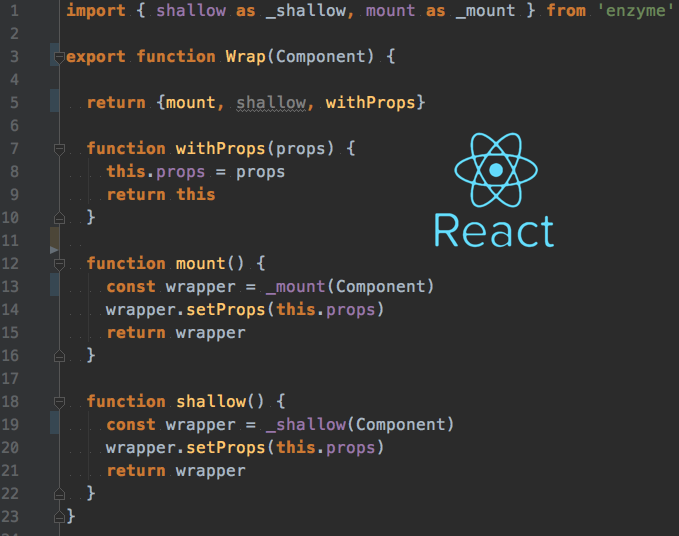 1 import { shallow as _shallow, mount as _mount } from 'enzyme'
2
3 export function Wrap(Component) {
4
5   return {mount, shallow, withProps}
6
7   function withProps(props) {
8     this.props = props
9     return this
10   }
11
12   function mount() {
13     const wrapper = _mount(Component)
14     wrapper.setProps(this.props)
15     return wrapper
16   }
17
18   function shallow() {
19     const wrapper = _shallow(Component)
20     wrapper.setProps(this.props)
21     return wrapper
22   }
23 }
React